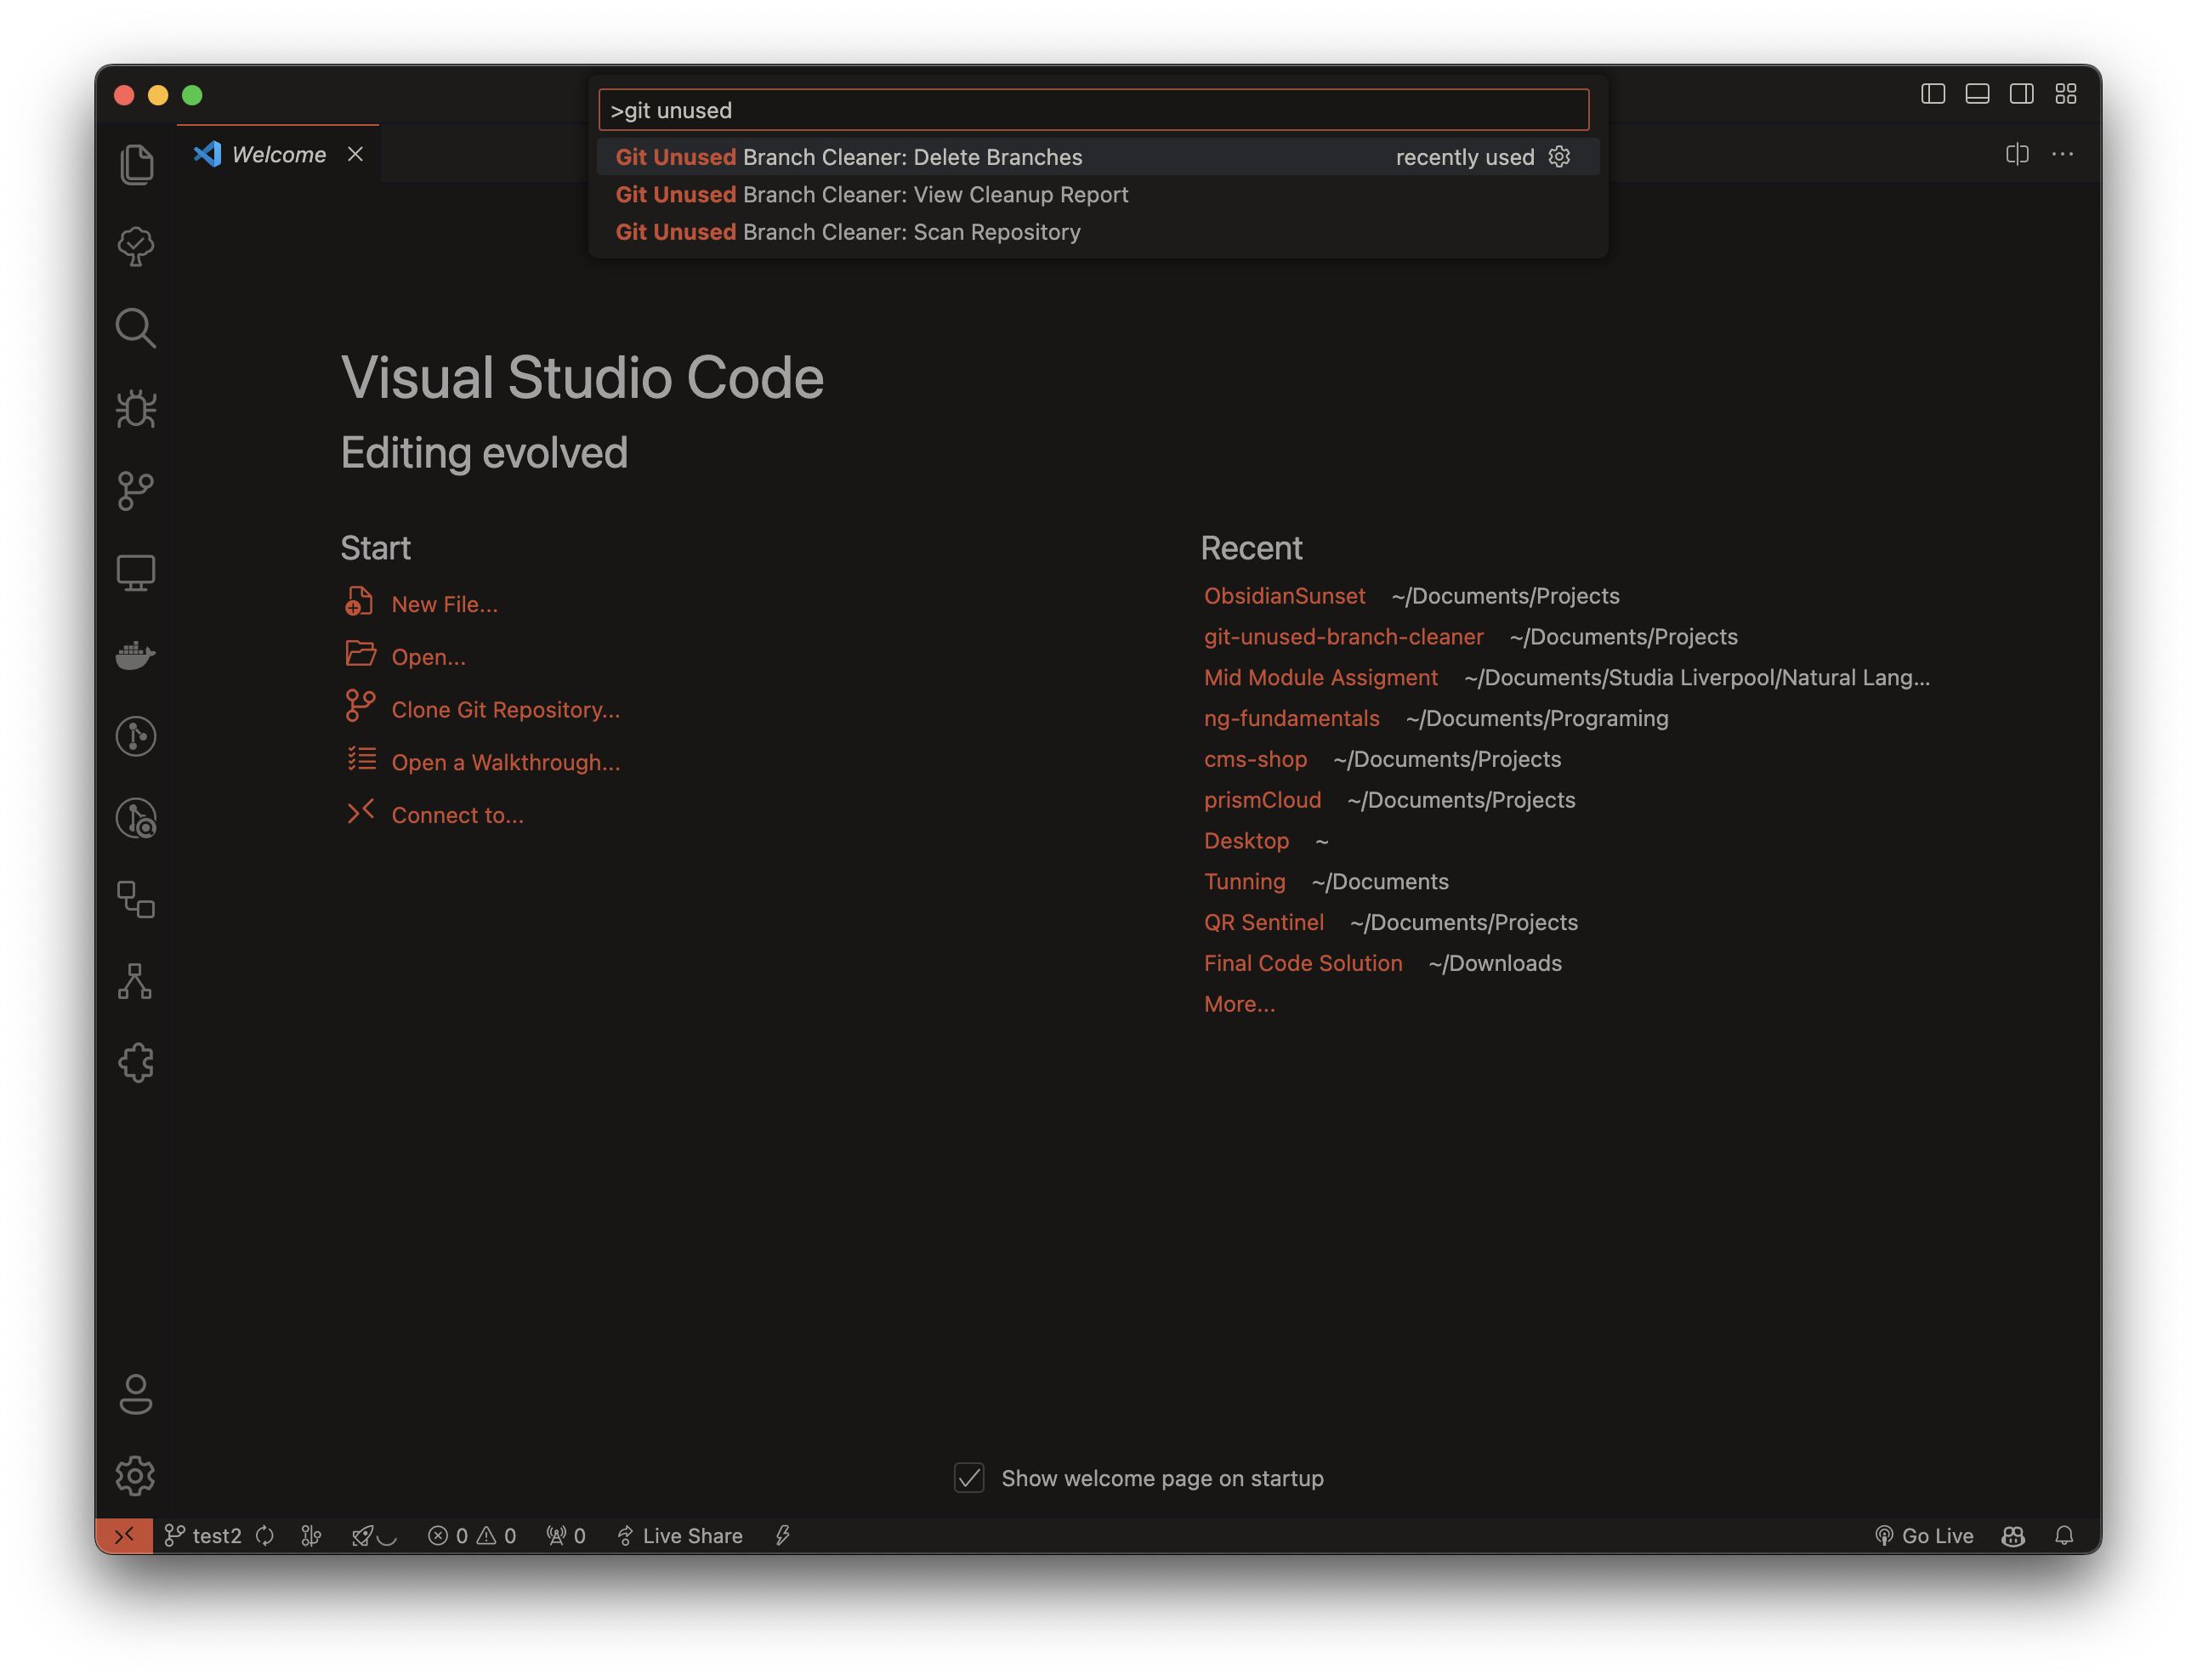 >git unused
Git Unused Branch Cleaner: Delete Branches recently used
Git Unused Branch Cleaner: View Cleanup Report
Git Unused Branch Cleaner: Scan Repository
Welcome
Visual Studio Code
Editing evolved
Start
New File...
Open...
Clone Git Repository...
Open a Walkthrough...
Connect to...
Recent
ObsidianSunset ~/Documents/Projects
git-unused-branch-cleaner ~/Documents/Projects
Mid Module Assigment ~/Documents/Studia Liverpool/Natural Lang...
ng-fundamentals ~/Documents/Programing
cms-shop ~/Documents/Projects
prismCloud ~/Documents/Projects
Desktop ~
Tunning ~/Documents
QR Sentinel ~/Documents/Projects
Final Code Solution ~/Downloads
More...
Show welcome page on startup
test2 0 0 0 Live Share Go Live